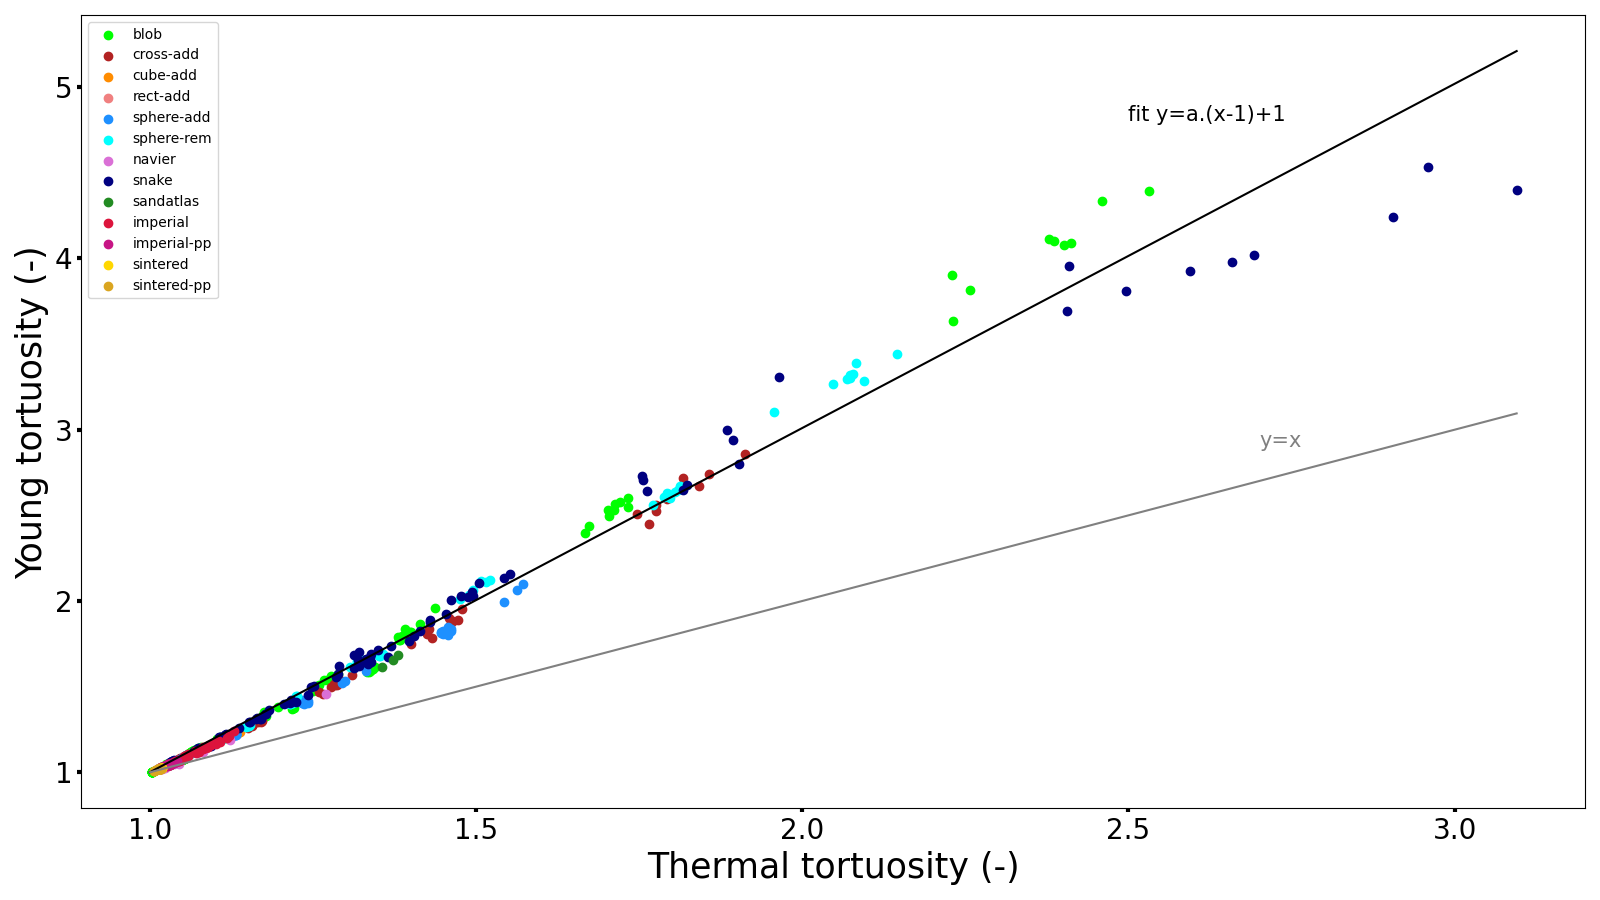 blob
cross-add
cube-add
rect-add
sphere-add
sphere-rem
navier
snake
sandatlas
imperial
imperial-pp
sintered
sintered-pp
fit y=a.(x-1)+1
y=x
5
4
3
2
1
Young tortuosity (-)
1.0 1.5 2.0 2.5 3.0
Thermal tortuosity (-)